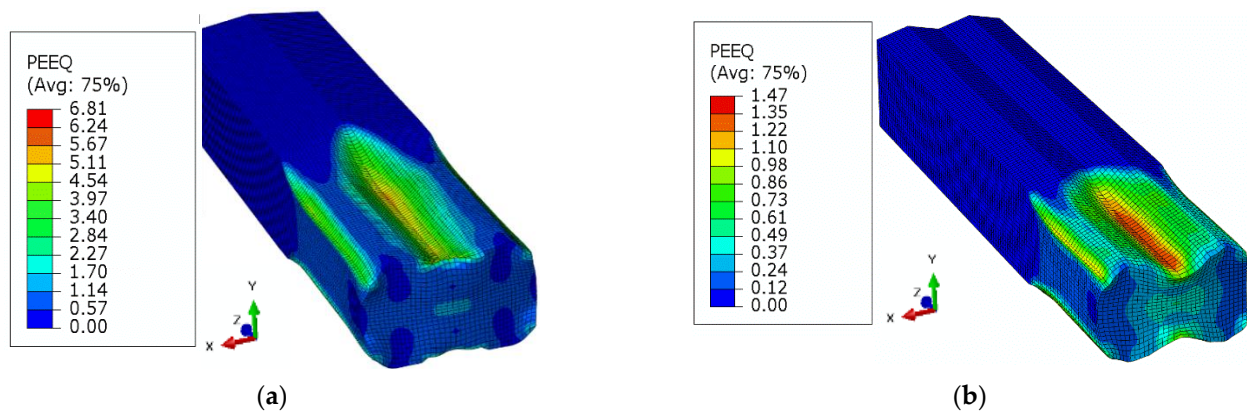 PEEQ
(Avg: 75%)
6.81
6.24
5.67
5.11
4.54
3.97
3.40
2.84
2.27
1.70
1.14
0.57
0.00
Y
Z
X
(a)
PEEQ
(Avg: 75%)
1.47
1.35
1.22
1.10
0.98
0.86
0.73
0.61
0.49
0.37
0.24
0.12
0.00
Y
Z
X
(b)